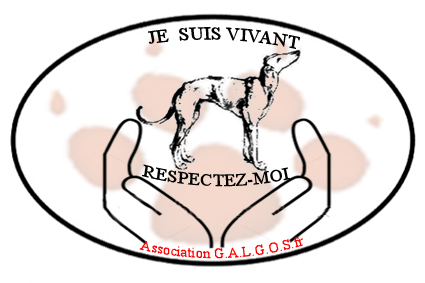 JE SUIS VIVANT
RESPECTEZ-MOI
Association G.A.L.G.O.S.fr